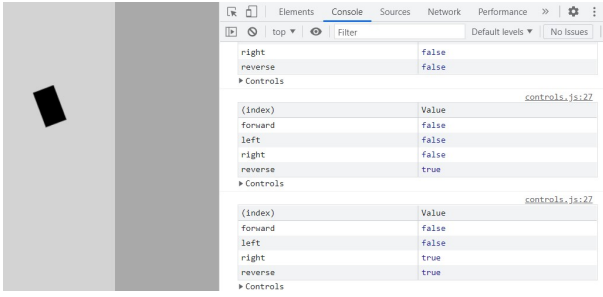 Elements Console Sources Network Performance »
top ▼ Filter Default levels ▼ No Issues
right false
reverse false
▶ Controls
controls.js:27
(index) Value
forward false
left false
right false
reverse true
▶ Controls
controls.js:27
(index) Value
forward false
left false
right true
reverse true
▶ Controls